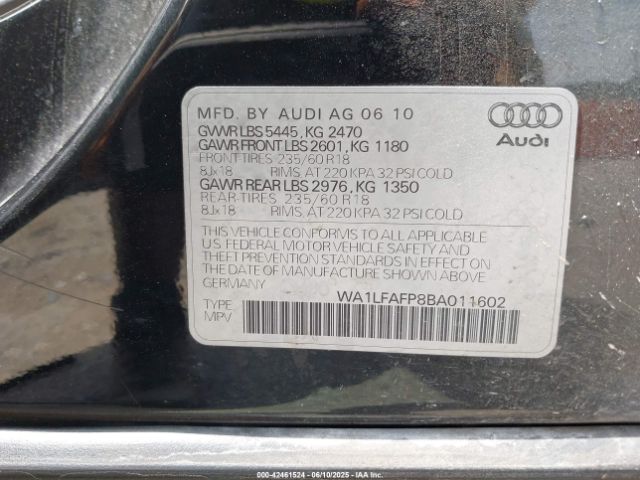 MFD. BY AUDI AG 06 10
GVWR LBS 5445, KG 2470
GAWR FRONT LBS 2601, KG 1180
FRONT TIRES 235/60 R18
8Jx18 RIMS, AT 220 KPA 32 PSI COLD
GAWR REAR LBS 2976, KG 1350
REAR TIRES 235/60 R18
8Jx18 RIMS, AT 220 KPA 32 PSI COLD
Audi
THIS VEHICLE CONFORMS TO ALL APPLICABLE
U.S FEDERAL MOTOR VEHICLE SAFETY AND
THEFT PREVENTION STANDARDS IN EFFECT ON
THE DATE OF MANUFACTURE SHOWN ABOVE
GERMANY
WA1LFAFP8BA011602
TYPE:
MPV
00-42461524 - 06/10/2025 - IAAI.COM